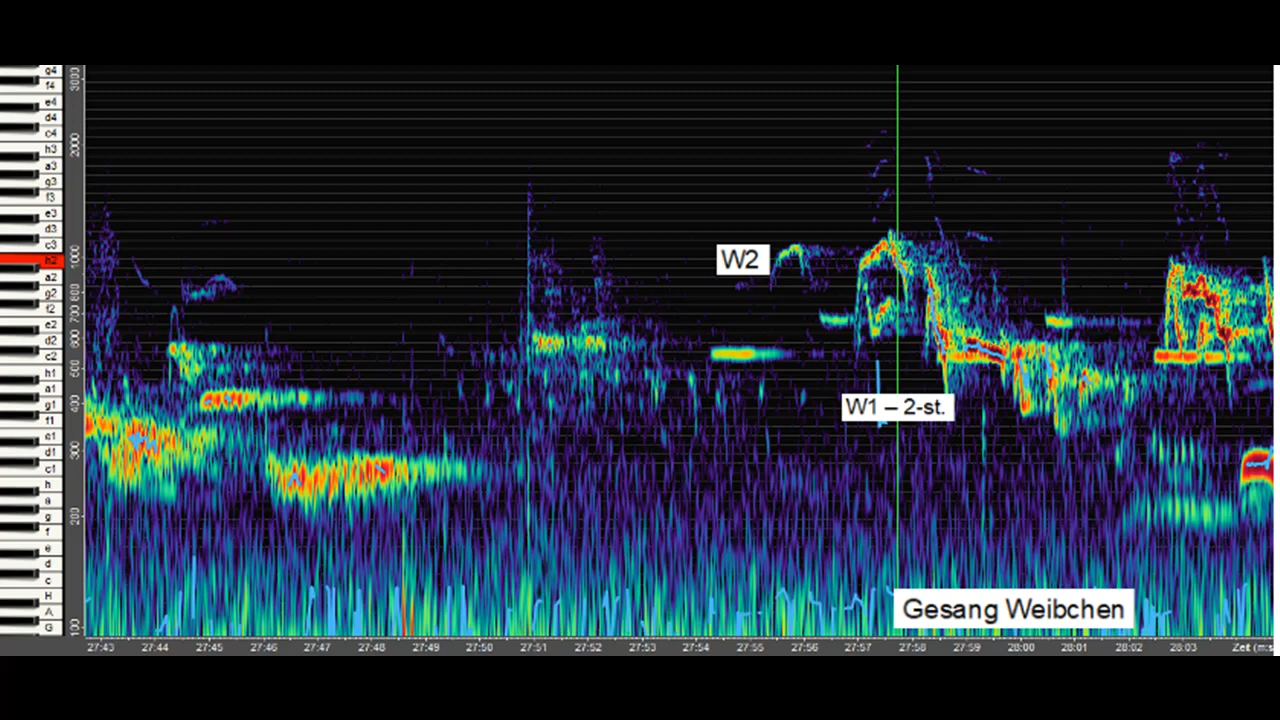 g4
f4
e4
d4
c4
h3
a3
g3
f3
e3
d3
c3
h2
a2
g2
f2
e2
d2
c2
h1
a1
g1
f1
e1
d1
c1
h
a
g
f
e
d
c
H
A
G
3000
2000
1000
800
700
600
500
400
300
200
100
W2
W1 – 2-st.
Gesang Weibchen
27:43 27:44 27:45 27:46 27:47 27:48 27:49 27:50 27:51 27:52 27:53 27:54 27:55 27:56 27:57 27:58 27:59 28:00 28:01 28:02 28:03